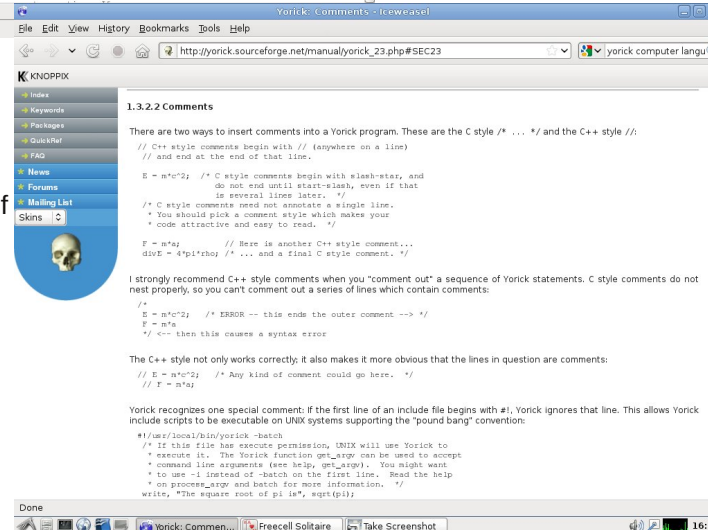 Yorick: Comments - Iceweasel
File Edit View History Bookmarks Tools Help
http://yorick.sourceforge.net/manual/yorick_23.php#SEC23
yorick computer langu
KNOPPIX
Index
Keywords
Packages
QuickRef
FAQ
News
Forums
Mailing List
Skins
f
1.3.2.2 Comments
There are two ways to insert comments into a Yorick program. These are the C style /* ... */ and the C++ style //:
// C++ style comments begin with // (anywhere on a line)
// and end at the end of that line.
E = m*c^2; /* C style comments begin with slash-star, and
do not end until start-slash, even if that
is several lines later. */
/* C style comments need not annotate a single line.
* You should pick a comment style which makes your
* code attractive and easy to read. */
F = m*a; // Here is another C++ style comment...
divE = 4*pi*rho; /* ... and a final C style comment. */
I strongly recommend C++ style comments when you "comment out" a sequence of Yorick statements. C style comments do not
nest properly, so you can't comment out a series of lines which contain comments:
/*
E = m*c^2; /* ERROR -- this ends the outer comment --> */
F = m*a
*/ <-- then this causes a syntax error
The C++ style not only works correctly; it also makes it more obvious that the lines in question are comments:
// E = m*c^2; /* Any kind of comment could go here. */
// F = m*a;
Yorick recognizes one special comment: If the first line of an include file begins with #!, Yorick ignores that line. This allows Yorick
include scripts to be executable on UNIX systems supporting the "pound bang" convention:
#!/usr/local/bin/yorick -batch
/* If this file has execute permission, UNIX will use Yorick to
* execute it. The Yorick function get_argv can be used to accept
* command line arguments (see help, get_argv). You might want
* to use -i instead of -batch on the first line. Read the help
* on process_argv and batch for more information. */
write, "The square root of pi is", sqrt(pi);
Done
Yorick: Commen...
Freecell Solitaire
Take Screenshot
16: